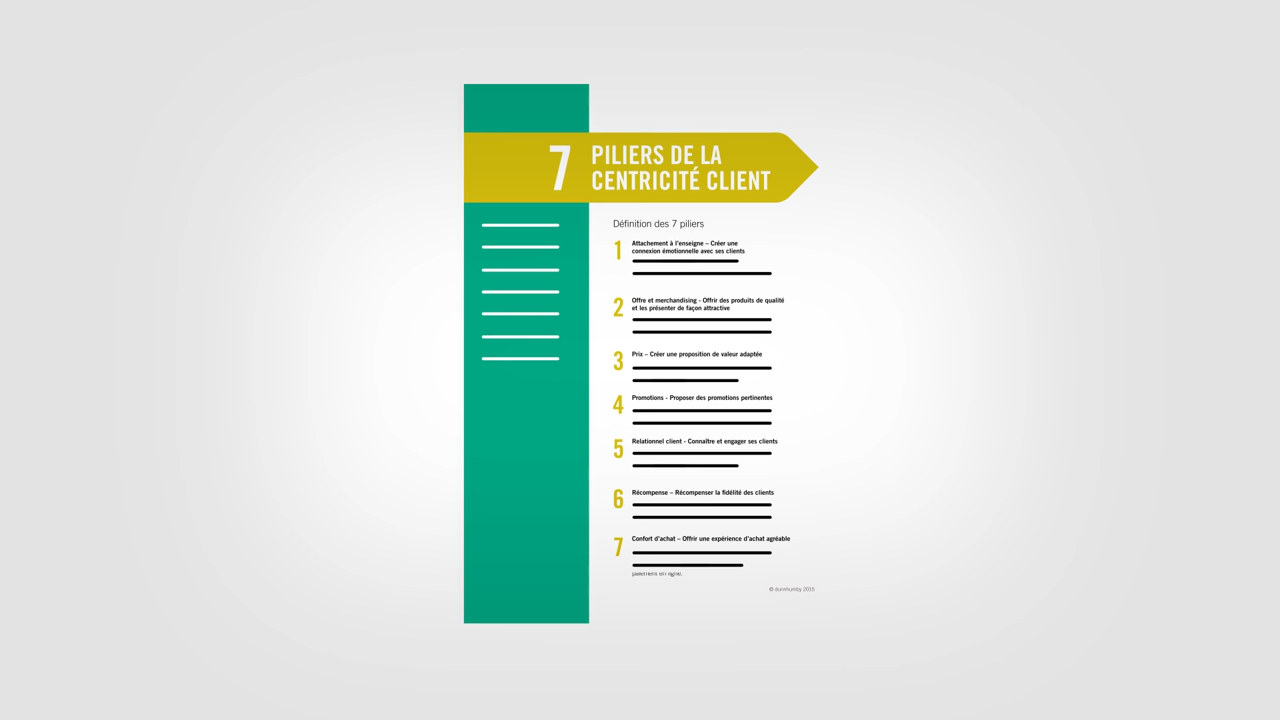 7
PILIERS DE LA
CENTRICITÉ CLIENT
Définition des 7 piliers
1
Attachement à l'enseigne – Créer une
connexion émotionnelle avec ses clients
2
Offre et merchandising - Offrir des produits de qualité
et les présenter de façon attractive
3
Prix – Créer une proposition de valeur adaptée
4
Promotions - Proposer des promotions pertinentes
5
Relationnel client - Connaître et engager ses clients
6
Récompense – Récompenser la fidélité des clients
7
Confort d'achat – Offrir une expérience d'achat agréable
paiement en ligne.
© dunnhumby 2015